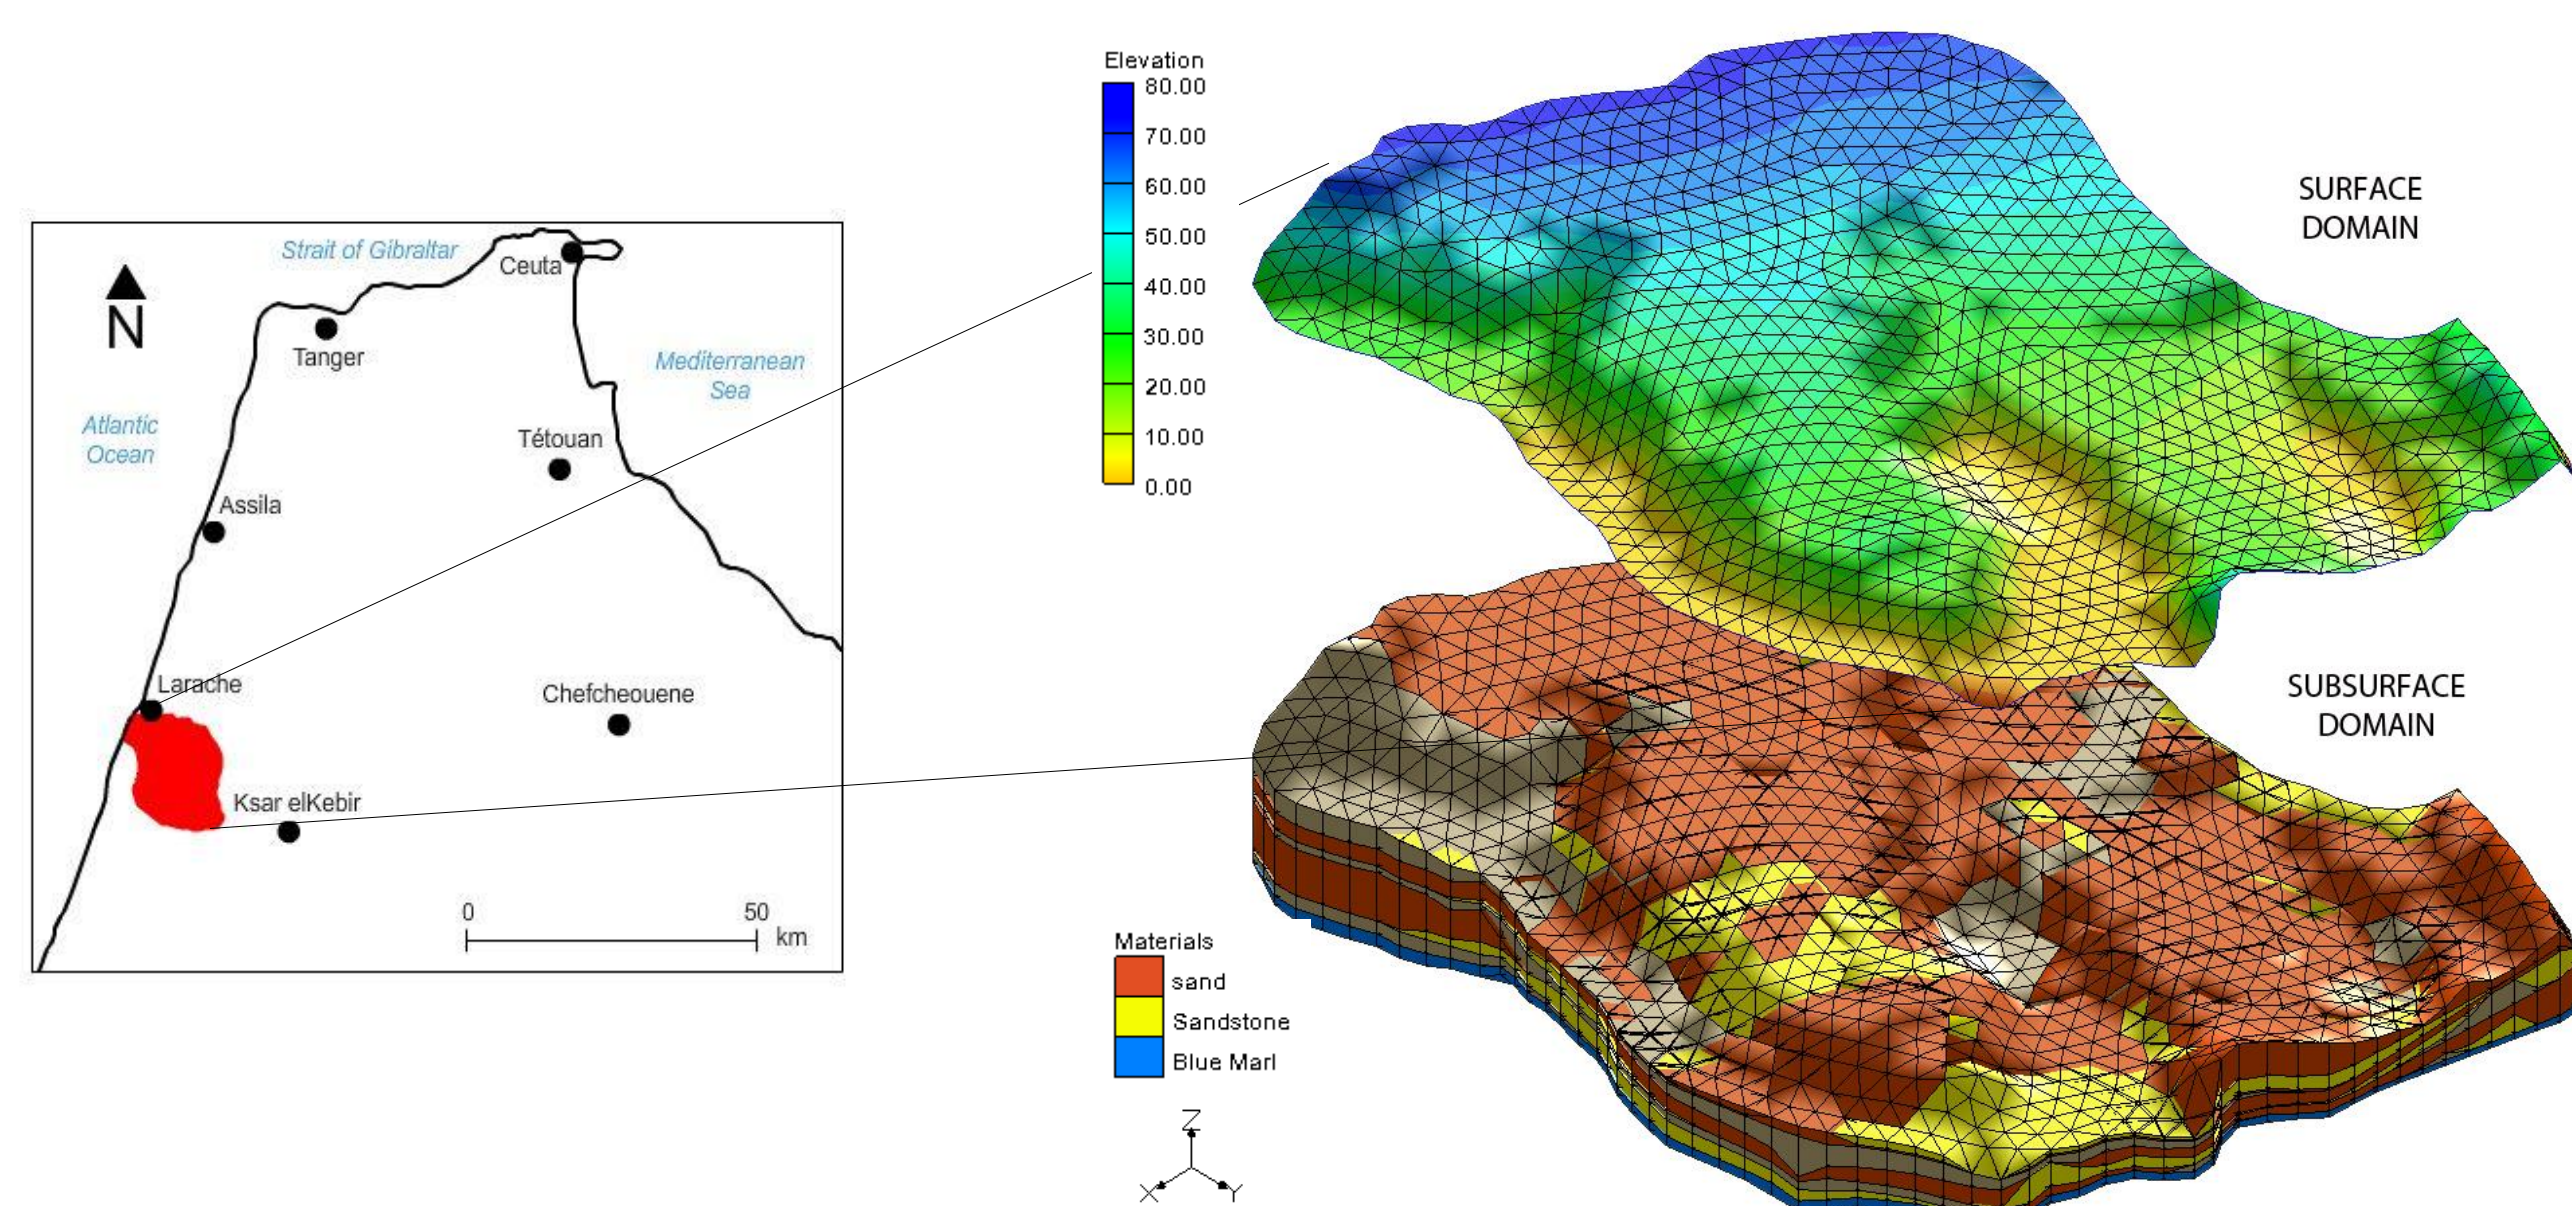 Strait of Gibraltar
Ceuta
N
Tanger
Mediterranean
Sea
Atlantic
Ocean
Tétouan
Assila
Larache
Chefcheouene
Ksar elKebir
0
50
km
Elevation
80.00
70.00
60.00
50.00
40.00
30.00
20.00
10.00
0.00
SURFACE
DOMAIN
SUBSURFACE
DOMAIN
Materials
sand
Sandstone
Blue Marl
Z
X
Y